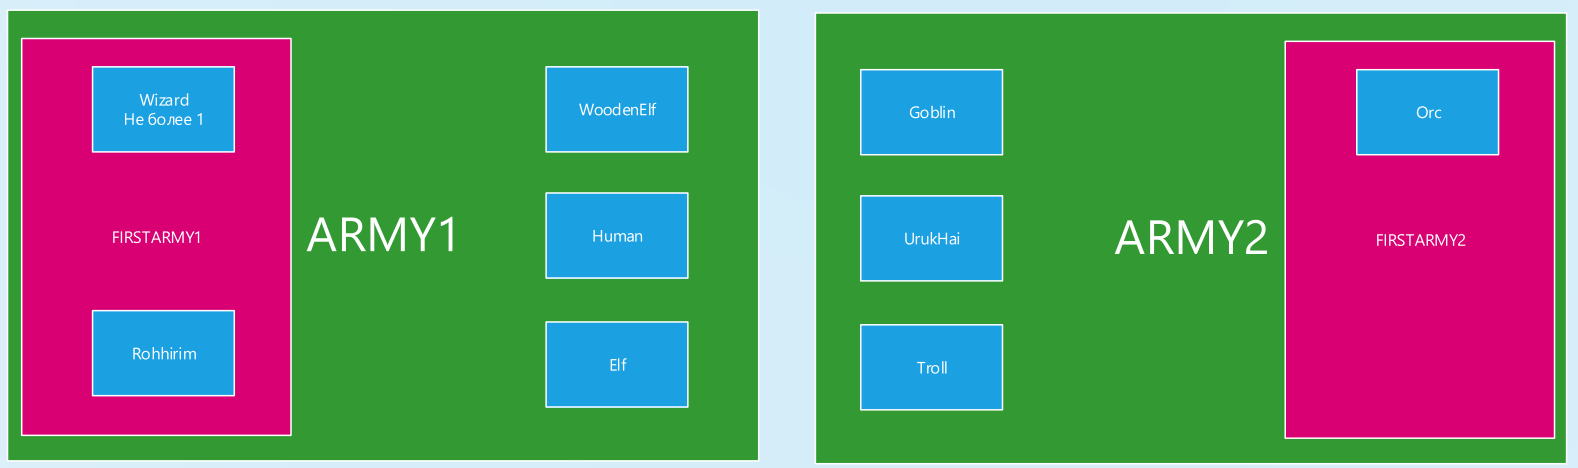 Wizard
Не более 1
FIRSTARMY1
Rohhirim
ARMY1
WoodenElf
Human
Elf
Goblin
UrukHai
Troll
ARMY2
Orc
FIRSTARMY2